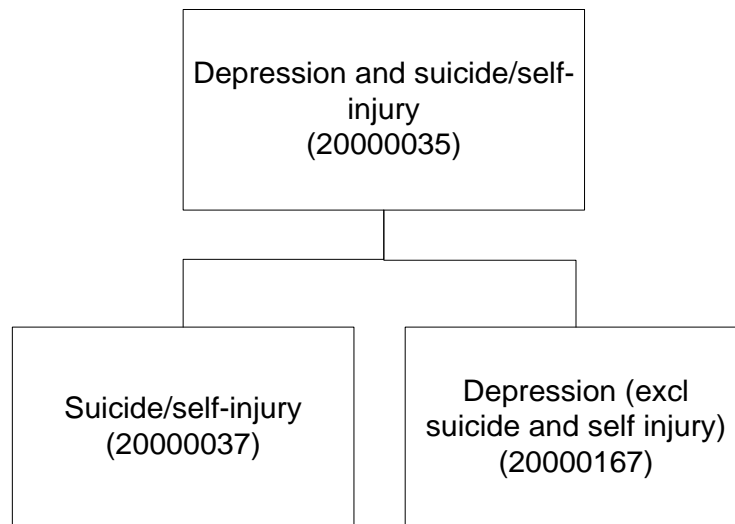 Depression and suicide/self-
injury
(20000035)
Suicide/self-injury
(20000037)
Depression (excl
suicide and self injury)
(20000167)